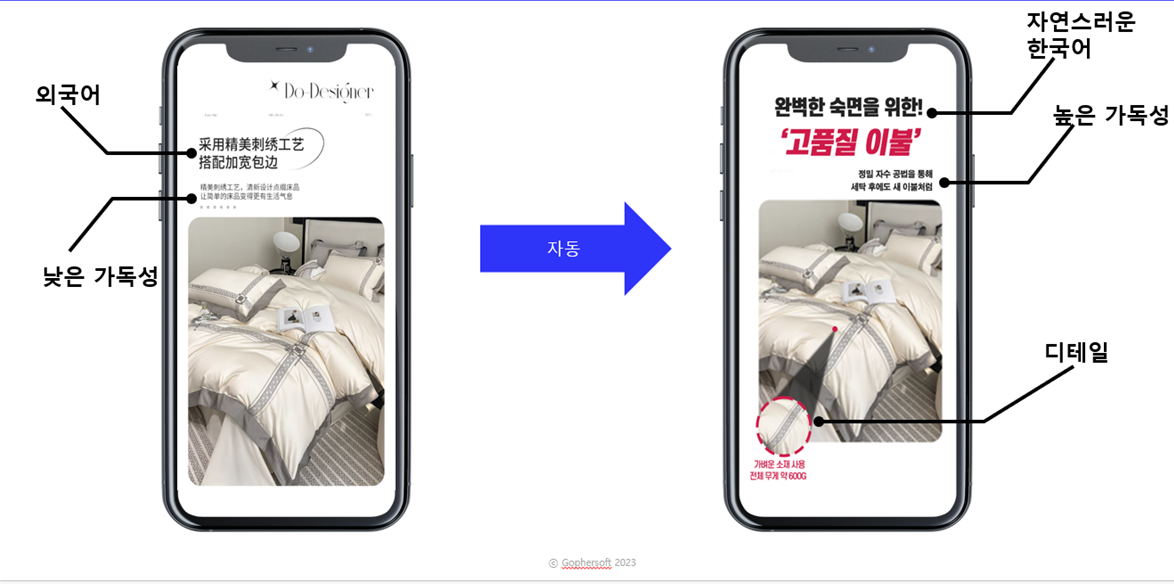 외국어
낮은 가독성
Do-Designer
采用精美刺绣工艺
搭配加宽包边
精美刺绣工艺，清新设计点缀床品
让简单的床品变得更有生活气息
자동
자연스러운
한국어
높은 가독성
디테일
완벽한 숙면을 위한!
‘고품질 이불’
정밀 자수 공법을 통해
세탁 후에도 새 이불처럼
가벼운 소재 사용
전체 무게 약 600G
© Gophersoft 2023